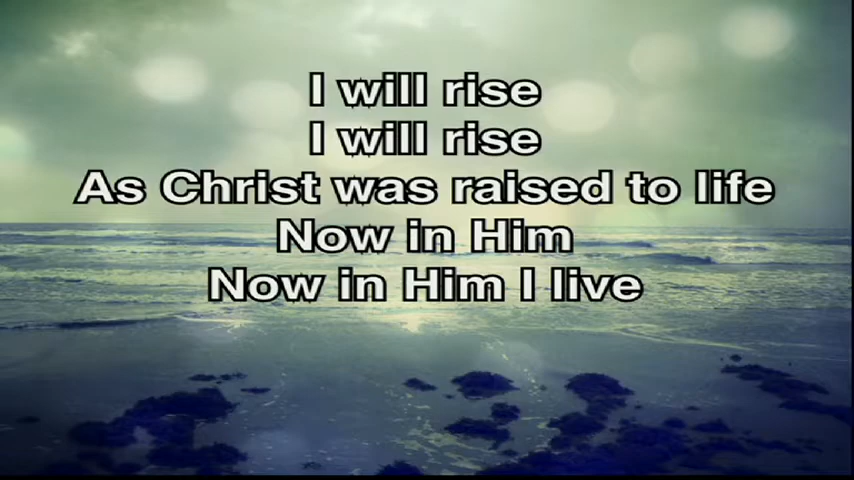 I will rise
I will rise
As Christ was raised to life
Now in Him
Now in Him I live